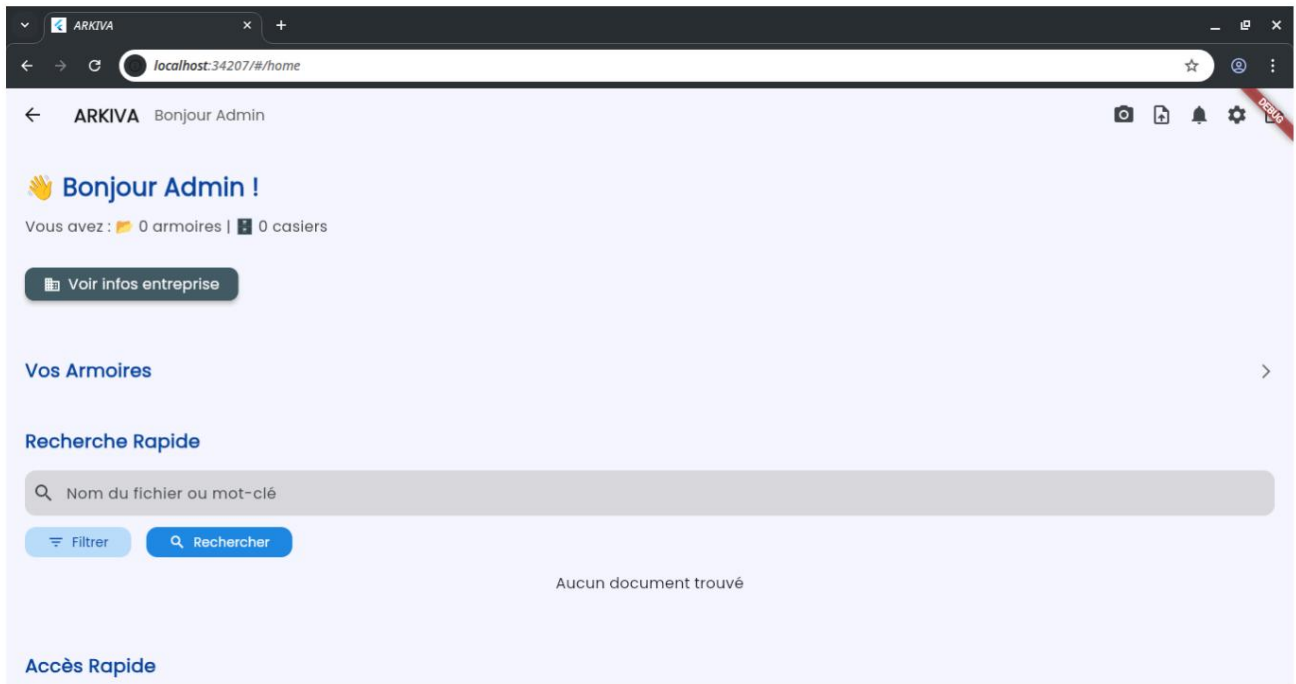 ARKIVA
localhost:34207/#/home
ARKIVA Bonjour Admin
DEBUG
👋 Bonjour Admin !
Vous avez : 📂 0 armoires | 🗄️ 0 casiers
Voir infos entreprise
Vos Armoires
Recherche Rapide
Nom du fichier ou mot-clé
Filtrer Rechercher
Aucun document trouvé
Accès Rapide